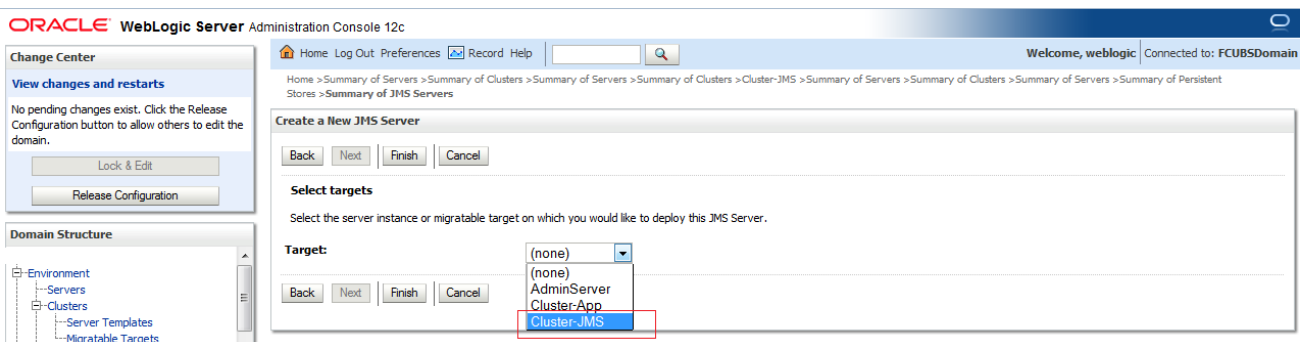 ORACLE WebLogic Server Administration Console 12c
Change Center
View changes and restarts
No pending changes exist. Click the Release
Configuration button to allow others to edit the
domain.
Lock & Edit
Release Configuration
Domain Structure
Environment
Servers
Clusters
Server Templates
Migratable Targets
Home Log Out Preferences Record Help
Welcome, weblogic Connected to: FCUBSDomain
Home >Summary of Servers >Summary of Clusters >Summary of Servers >Summary of Clusters >Cluster-JMS >Summary of Servers >Summary of Clusters >Summary of Servers >Summary of Persistent
Stores >Summary of JMS Servers
Create a New JMS Server
Back Next Finish Cancel
Select targets
Select the server instance or migratable target on which you would like to deploy this JMS Server.
Target: (none)
(none)
AdminServer
Cluster-App
Cluster-JMS
Back Next Finish Cancel